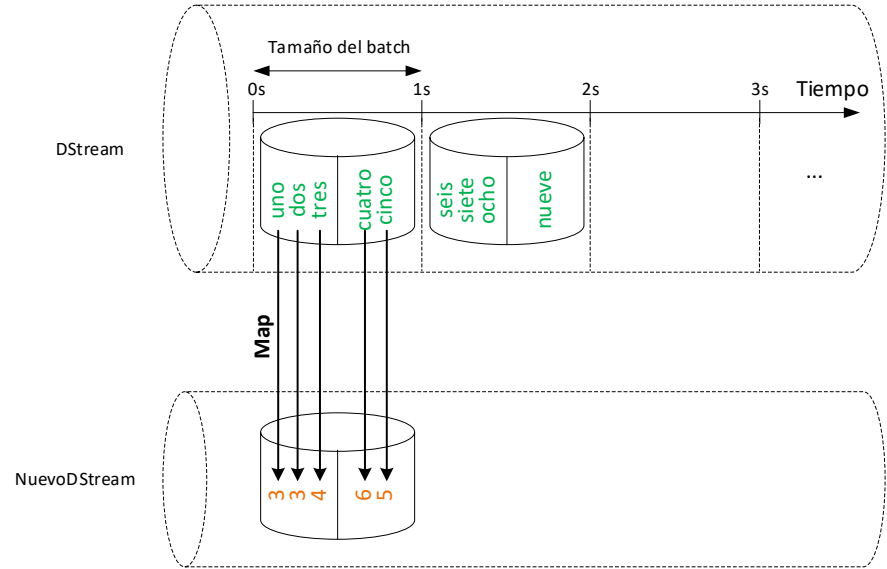 Tamaño del batch
0s
1s
2s
3s
Tiempo
DStream
uno
dos
tres
cuatro
cinco
seis
siete
ocho
nueve
...
Map
NuevoDStream
3
3
4
6
5